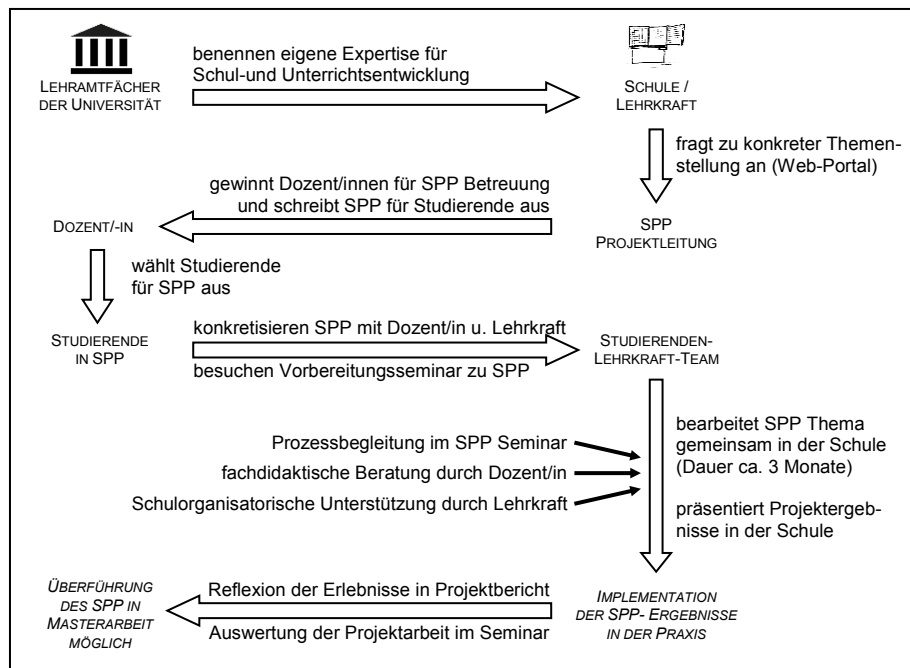 benennen eigene Expertise für
Schul-und Unterrichtsentwicklung
LEHRAMTFÄCHER
DER UNIVERSITÄT
SCHULE /
LEHRKRAFT
fragt zu konkreter Themen-
stellung an (Web-Portal)
gewinnt Dozent/innen für SPP Betreuung
und schreibt SPP für Studierende aus
DOZENT/-IN
SPP
PROJEKTLEITUNG
wählt Studierende
für SPP aus
STUDIERENDE
IN SPP
konkretisieren SPP mit Dozent/in u. Lehrkraft
besuchen Vorbereitungsseminar zu SPP
STUDIERENDEN-
LEHRKRAFT-TEAM
Prozessbegleitung im SPP Seminar
fachdidaktische Beratung durch Dozent/in
Schulorganisatorische Unterstützung durch Lehrkraft
bearbeitet SPP Thema
gemeinsam in der Schule
(Dauer ca. 3 Monate)
präsentiert Projektergeb-
nisse in der Schule
ÜBERFÜHRUNG
DES SPP IN
MASTERARBEIT
MÖGLICH
Reflexion der Erlebnisse in Projektbericht
Auswertung der Projektarbeit im Seminar
IMPLEMENTATION
DER SPP- ERGEBNISSE
IN DER PRAXIS